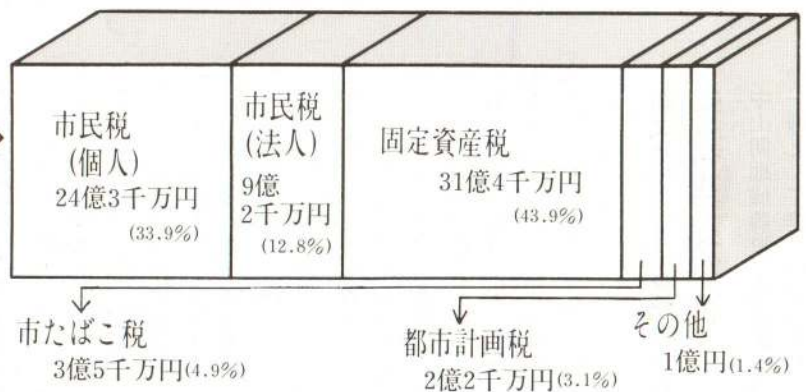 市民税
(個人)
24億3千万円
(33.9%)
市民税
(法人)
9億
2千万円
(12.8%)
固定資産税
31億4千万円
(43.9%)
市たばこ税
3億5千万円(4.9%)
都市計画税
2億2千万円(3.1%)
その他
1億円(1.4%)